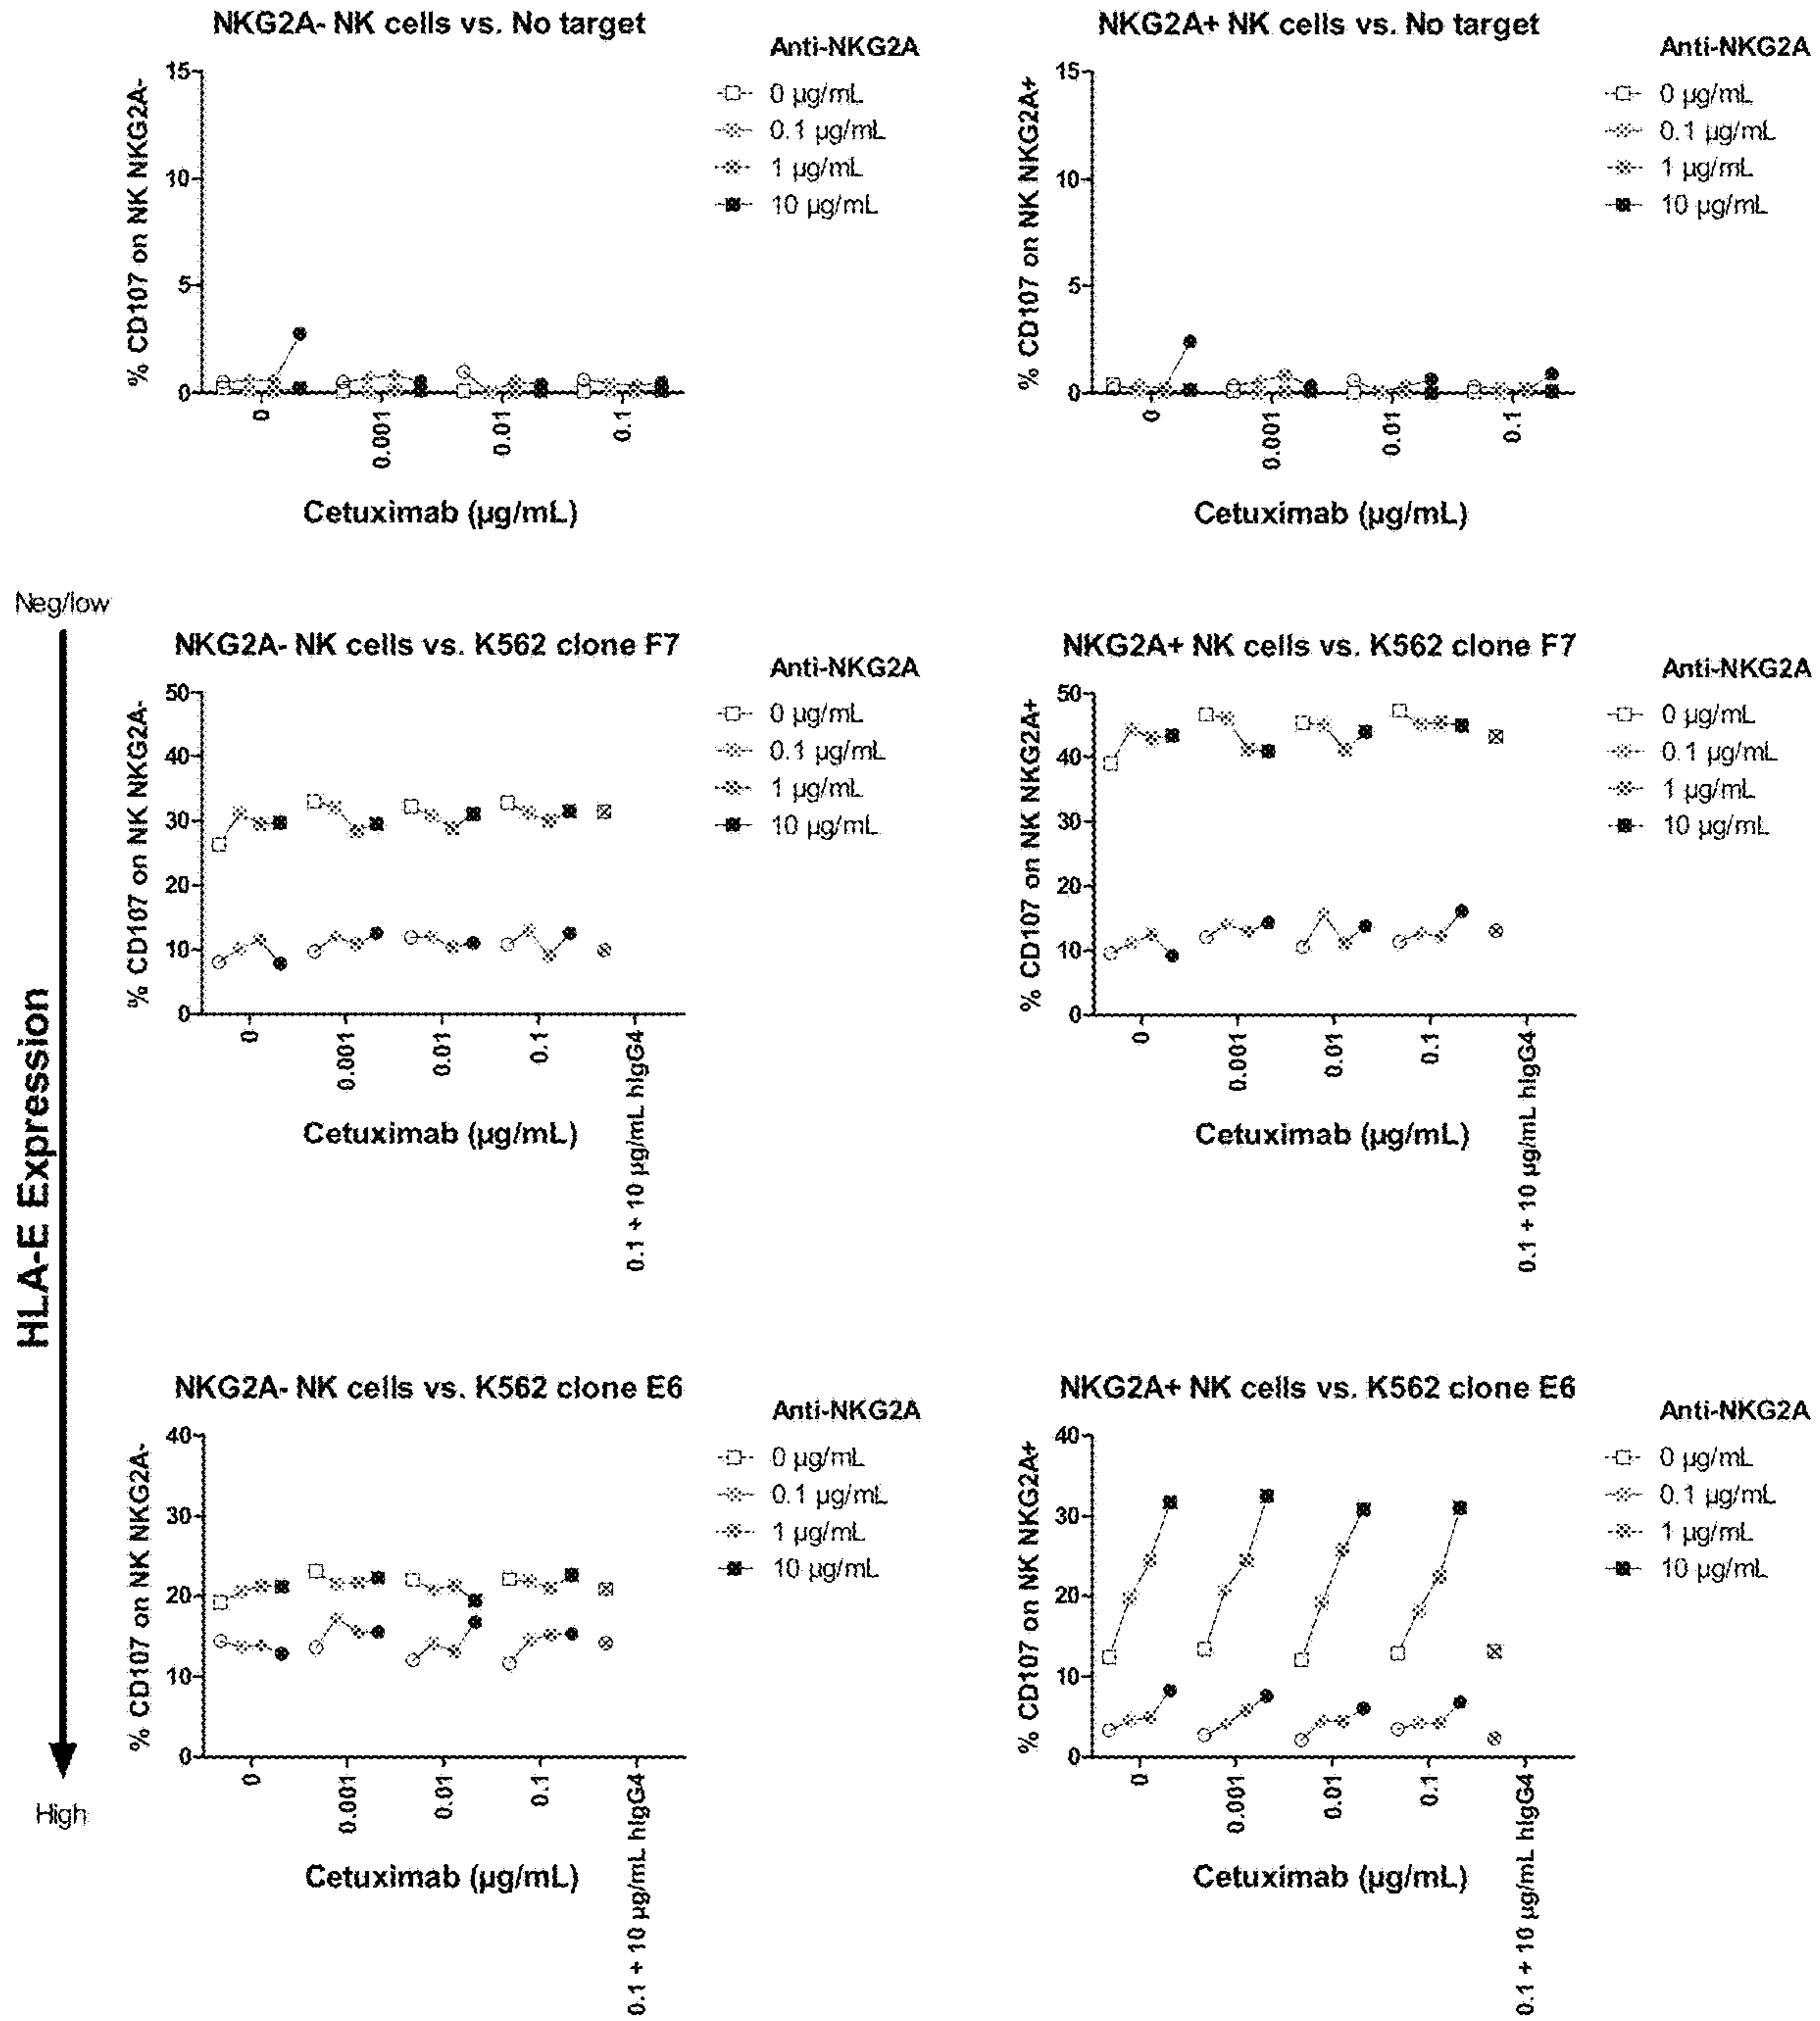 NKG2A- NK cells vs. No target
% CD107 on NK NKG2A-
15
10
5
0
0
0.001
0.01
0.1
Cetuximab (µg/mL)
Anti-NKG2A
0 µg/mL
0.1 µg/mL
1 µg/mL
10 µg/mL
NKG2A+ NK cells vs. No target
% CD107 on NK NKG2A+
15
10
5
0
0
0.001
0.01
0.1
Cetuximab (µg/mL)
Anti-NKG2A
0 µg/mL
0.1 µg/mL
1 µg/mL
10 µg/mL
Neg/low
HLA-E Expression
High
NKG2A- NK cells vs. K562 clone F7
% CD107 on NK NKG2A-
50
40
30
20
10
0
0
0.001
0.01
0.1
0.1 + 10 µg/mL hIgG4
Cetuximab (µg/mL)
Anti-NKG2A
0 µg/mL
0.1 µg/mL
1 µg/mL
10 µg/mL
NKG2A+ NK cells vs. K562 clone F7
% CD107 on NK NKG2A+
50
40
30
20
10
0
0
0.001
0.01
0.1
0.1 + 10 µg/mL hIgG4
Cetuximab (µg/mL)
Anti-NKG2A
0 µg/mL
0.1 µg/mL
1 µg/mL
10 µg/mL
NKG2A- NK cells vs. K562 clone E6
% CD107 on NK NKG2A-
40
30
20
10
0
0
0.001
0.01
0.1
0.1 + 10 µg/mL hIgG4
Cetuximab (µg/mL)
Anti-NKG2A
0 µg/mL
0.1 µg/mL
1 µg/mL
10 µg/mL
NKG2A+ NK cells vs. K562 clone E6
% CD107 on NK NKG2A+
40
30
20
10
0
0
0.001
0.01
0.1
0.1 + 10 µg/mL hIgG4
Cetuximab (µg/mL)
Anti-NKG2A
0 µg/mL
0.1 µg/mL
1 µg/mL
10 µg/mL